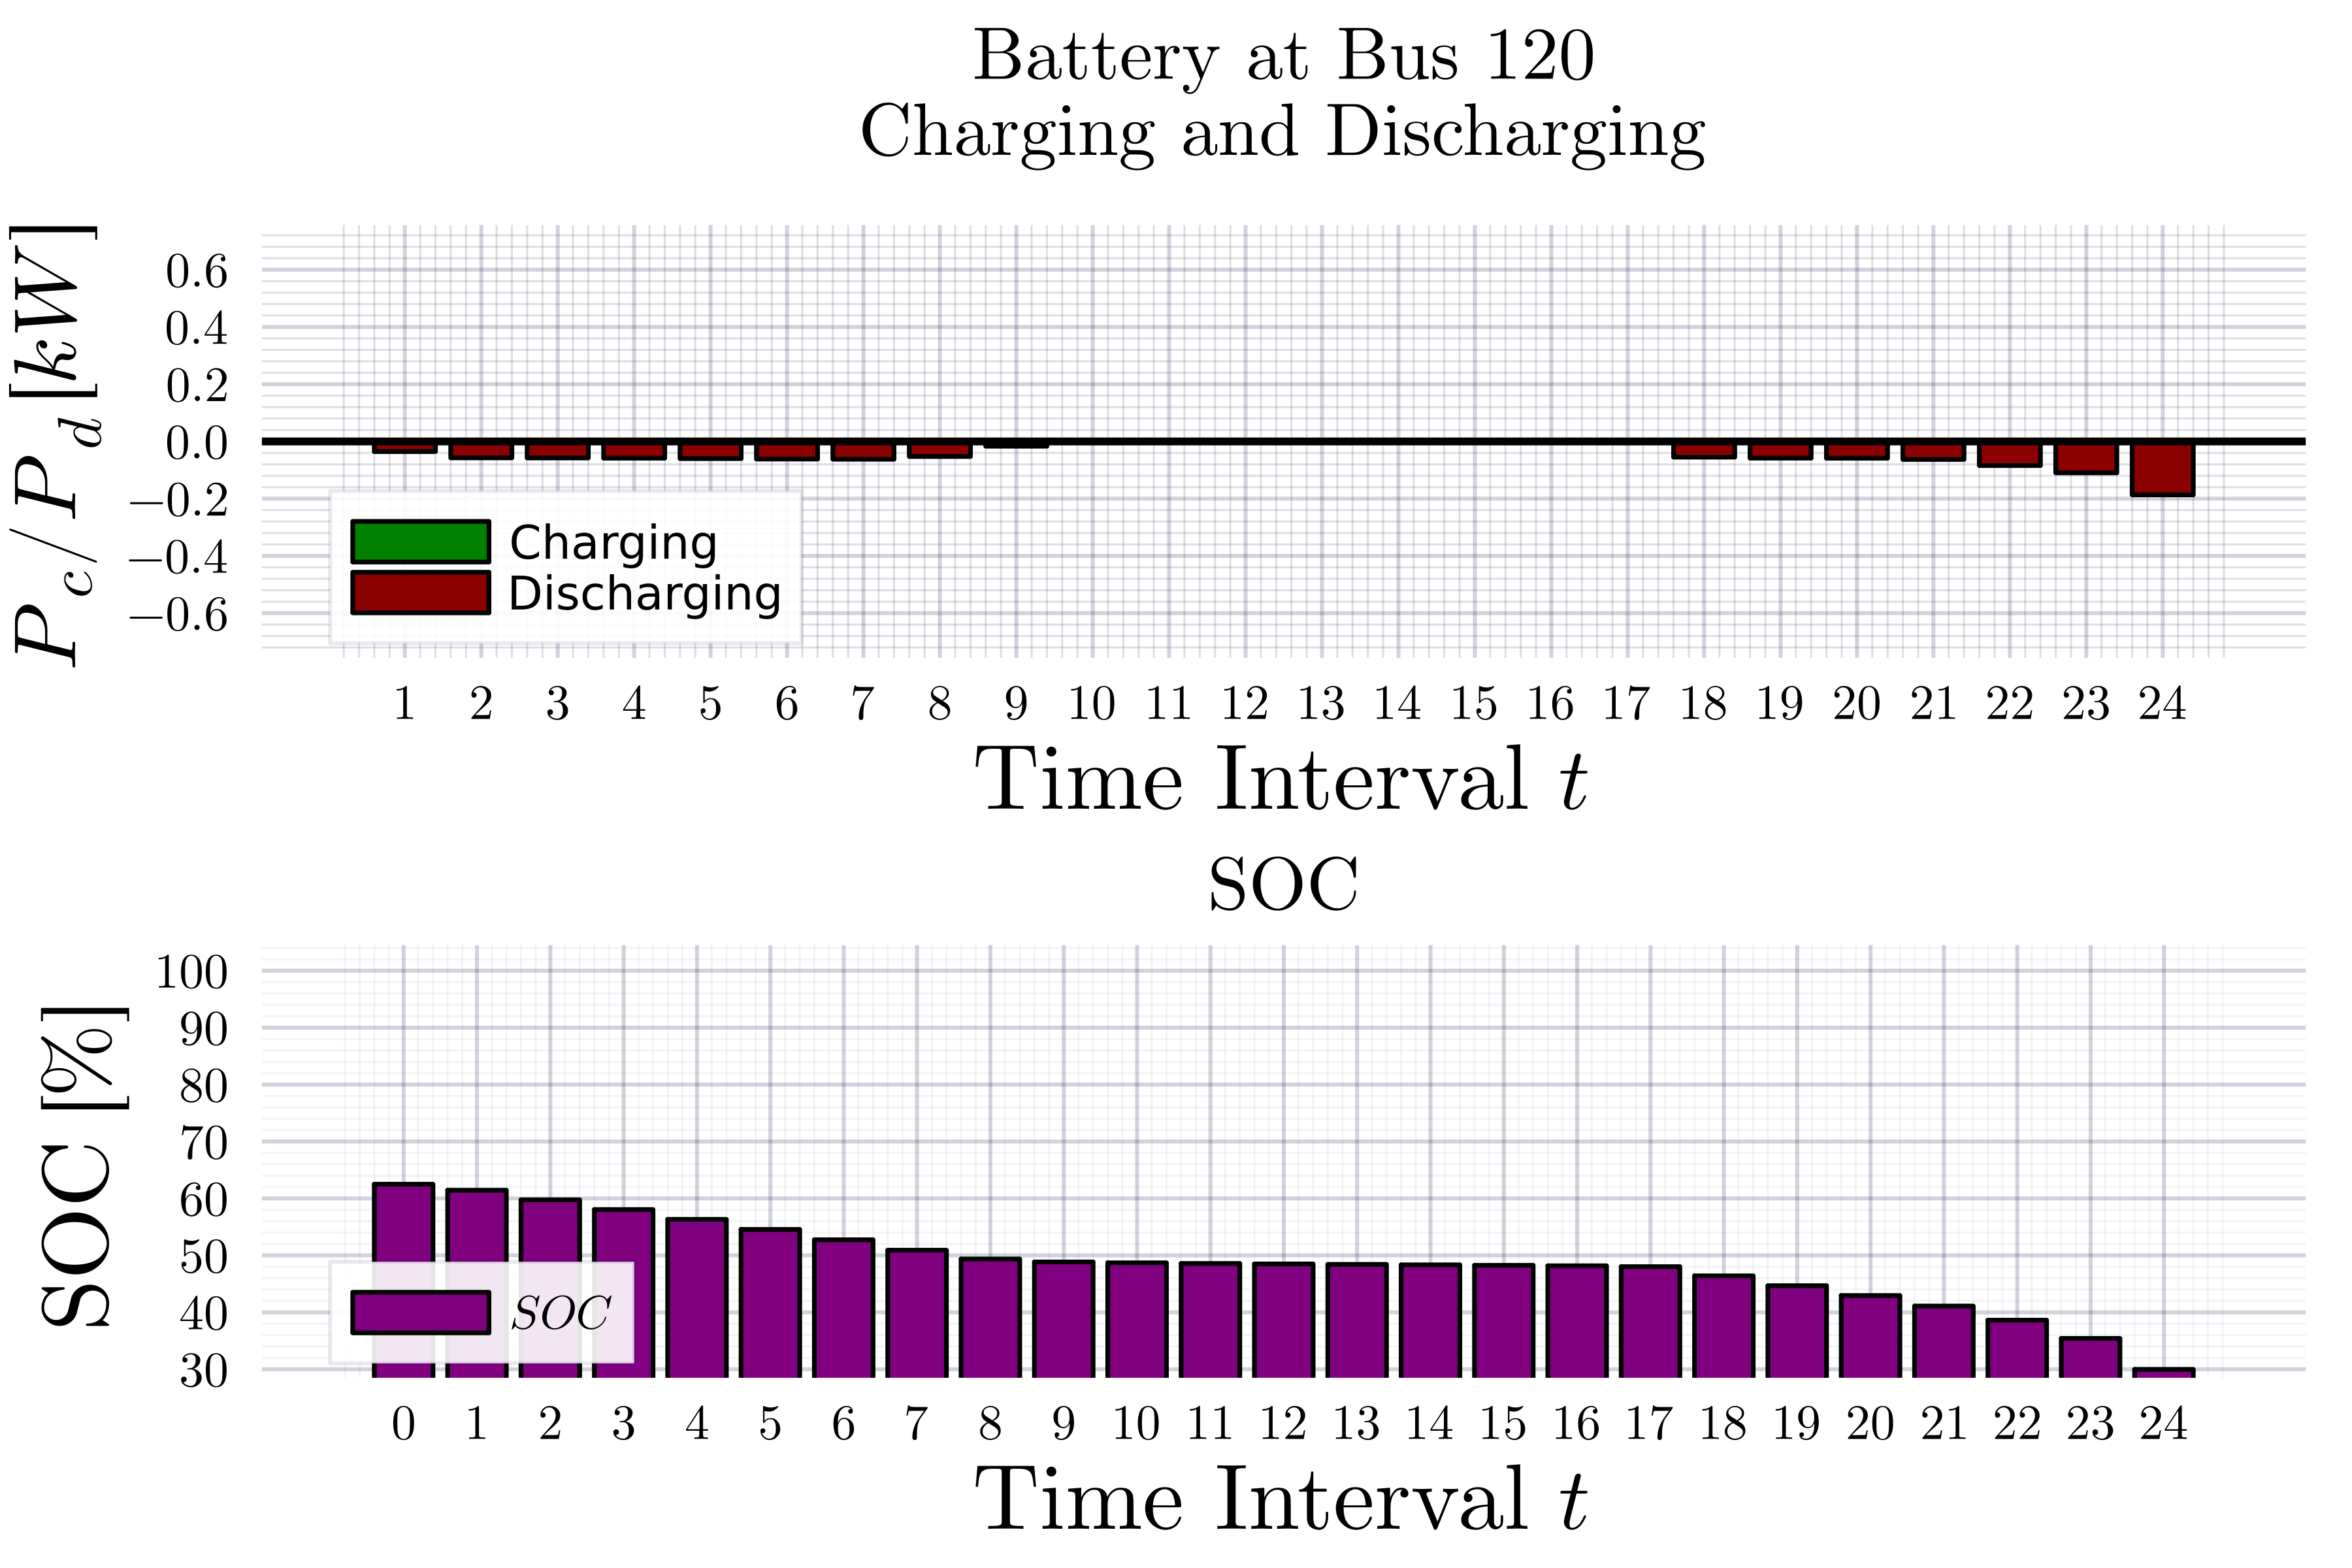 Battery at Bus 120
Charging and Discharging
P_c/P_d [kW]
0.6
0.4
0.2
0.0
−0.2
−0.4
−0.6
Charging
Discharging
1 2 3 4 5 6 7 8 9 10 11 12 13 14 15 16 17 18 19 20 21 22 23 24
Time Interval t
SOC
SOC [%]
100
90
80
70
60
50
40
30
SOC
0 1 2 3 4 5 6 7 8 9 10 11 12 13 14 15 16 17 18 19 20 21 22 23 24
Time Interval t